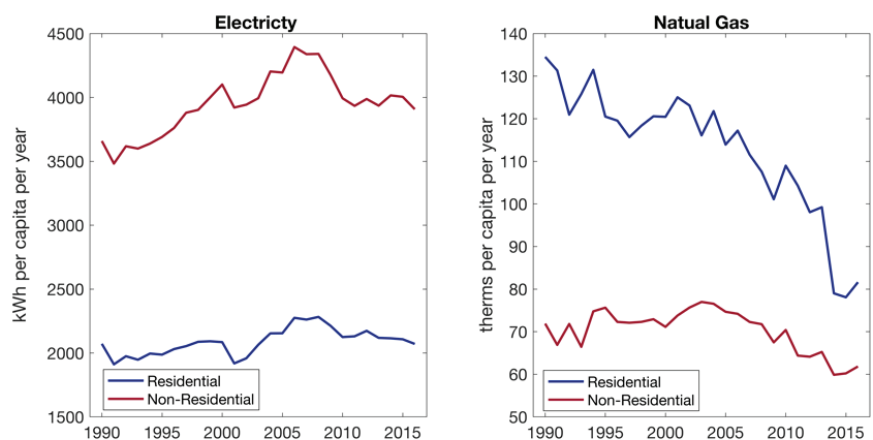 Electricty
kWh per capita per year
4500
4000
3500
3000
2500
2000
1500
1990 1995 2000 2005 2010 2015
Residential
Non-Residential
Natual Gas
therms per capita per year
140
130
120
110
100
90
80
70
60
50
1990 1995 2000 2005 2010 2015
Residential
Non-Residential